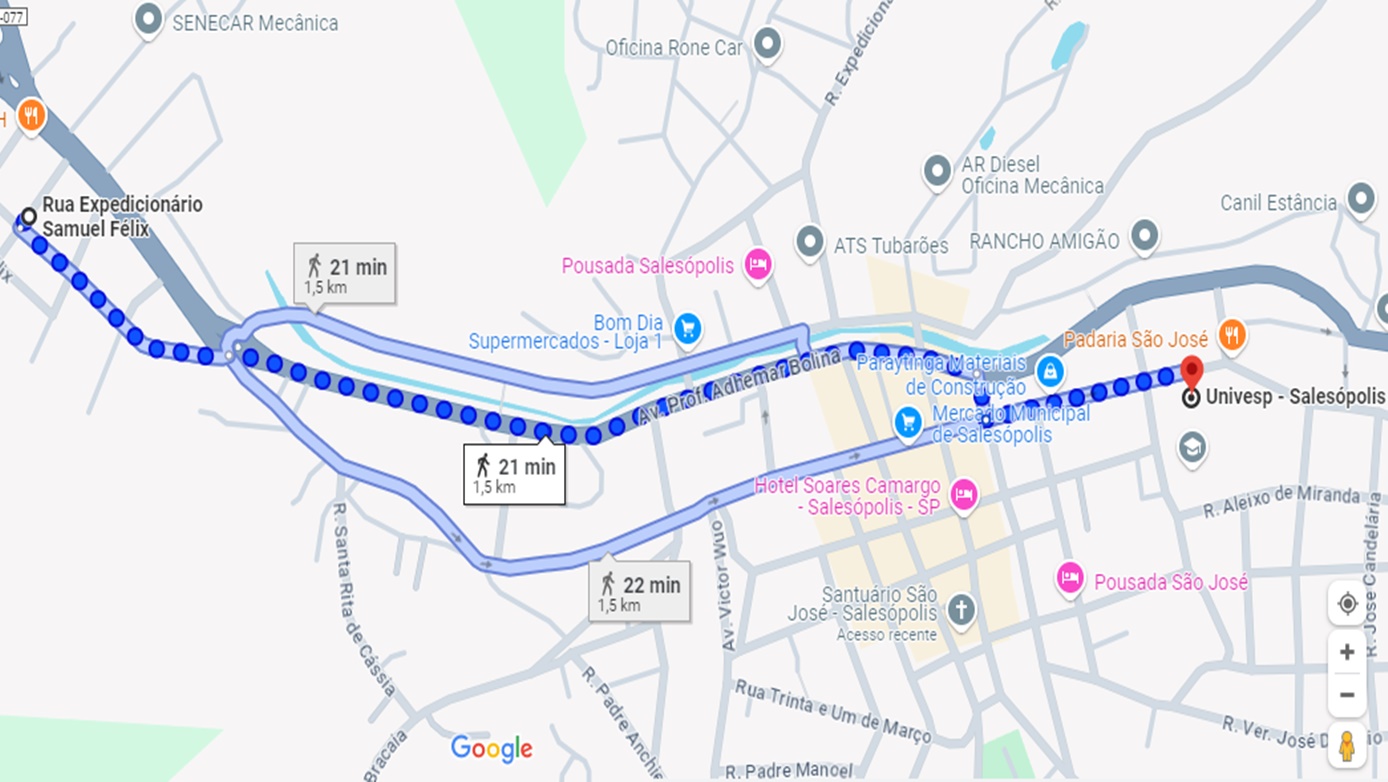 -077
SENECAR Mecânica
Oficina Rone Car
R. Expediciona
H
Rua Expedicionário
Samuel Félix
lix
AR Diesel
Oficina Mecânica
Canil Estância
ATS Tubarões
RANCHO AMIGÃO
21 min
1,5 km
Pousada Salesópolis
Bom Dia
Supermercados - Loja 1
Padaria São José
Paraytinga Materiais
de Construção
Av. Prof. Adhemar Bolina
Univesp - Salesópolis
Mercado Municipal
de Salesópolis
21 min
1,5 km
Hotel Soares Camargo
- Salesópolis - SP
R. Aleixo de Miranda
R. Santa Rita de Cássia
Av. Victor Wuo
22 min
1,5 km
Pousada São José
Santuário São
José - Salesópolis
Acesso recente
R. José Candelária
R. Padre Anchie
Rua Trinta e Um de Março
R. Ver. José D
io
Bracaia
Google
R. Padre Manoel